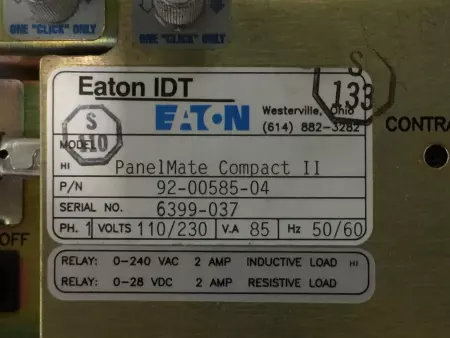 ONE "CLICK" ONLY
ONE "CLICK" ONLY
Eaton IDT
EATON
Westerville, Ohio
(614) 882-3282
S
133
S
110
MODEL
HI PanelMate Compact II
P/N 92-00585-04
SERIAL NO. 6399-037
PH. 1 VOLTS 110/230 V.A 85 Hz 50/60
RELAY: 0-240 VAC 2 AMP INDUCTIVE LOAD HI
RELAY: 0-28 VDC 2 AMP RESISTIVE LOAD
CONTRA
OFF